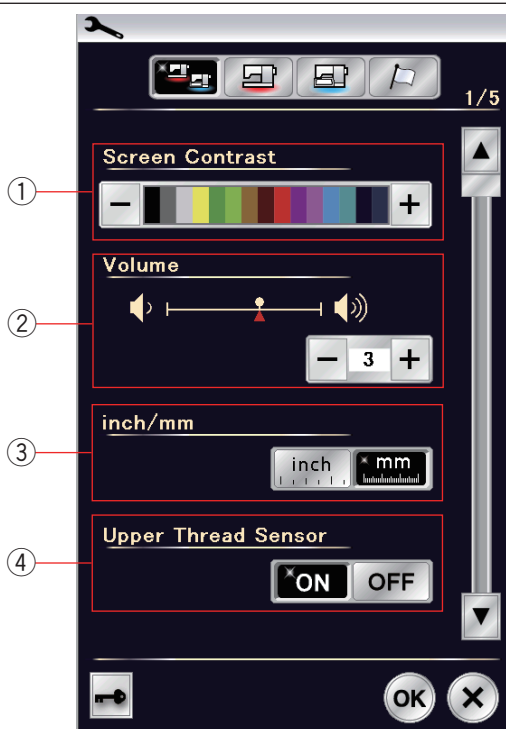 1/5
① Screen Contrast
− +
② Volume
− 3 +
③ inch/mm
inch mm
④ Upper Thread Sensor
ON OFF
OK ×